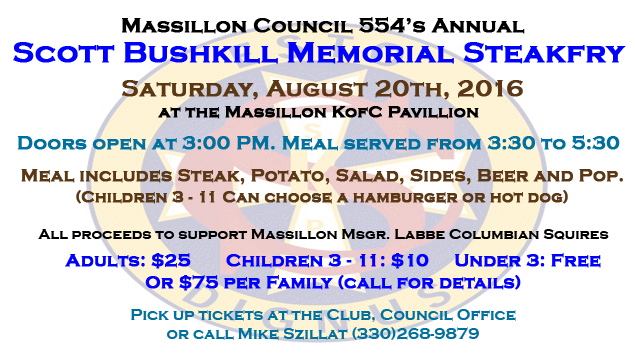 Massillon Council 554's Annual
Scott Bushkill Memorial Steakfry
Saturday, August 20th, 2016
at the Massillon KofC Pavillion
Doors open at 3:00 PM. Meal served from 3:30 to 5:30
Meal includes Steak, Potato, Salad, Sides, Beer and Pop.
(Children 3 - 11 Can choose a hamburger or hot dog)
All proceeds to support Massillon Msgr. Labbe Columbian Squires
Adults: $25 Children 3 - 11: $10 Under 3: Free
Or $75 per Family (call for details)
Pick up tickets at the Club, Council Office
or call Mike Szillat (330)268-9879